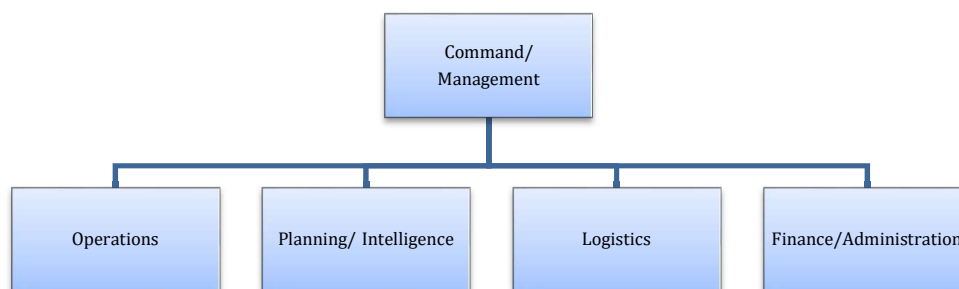 Command/
Management
Operations
Planning/ Intelligence
Logistics
Finance/Administration